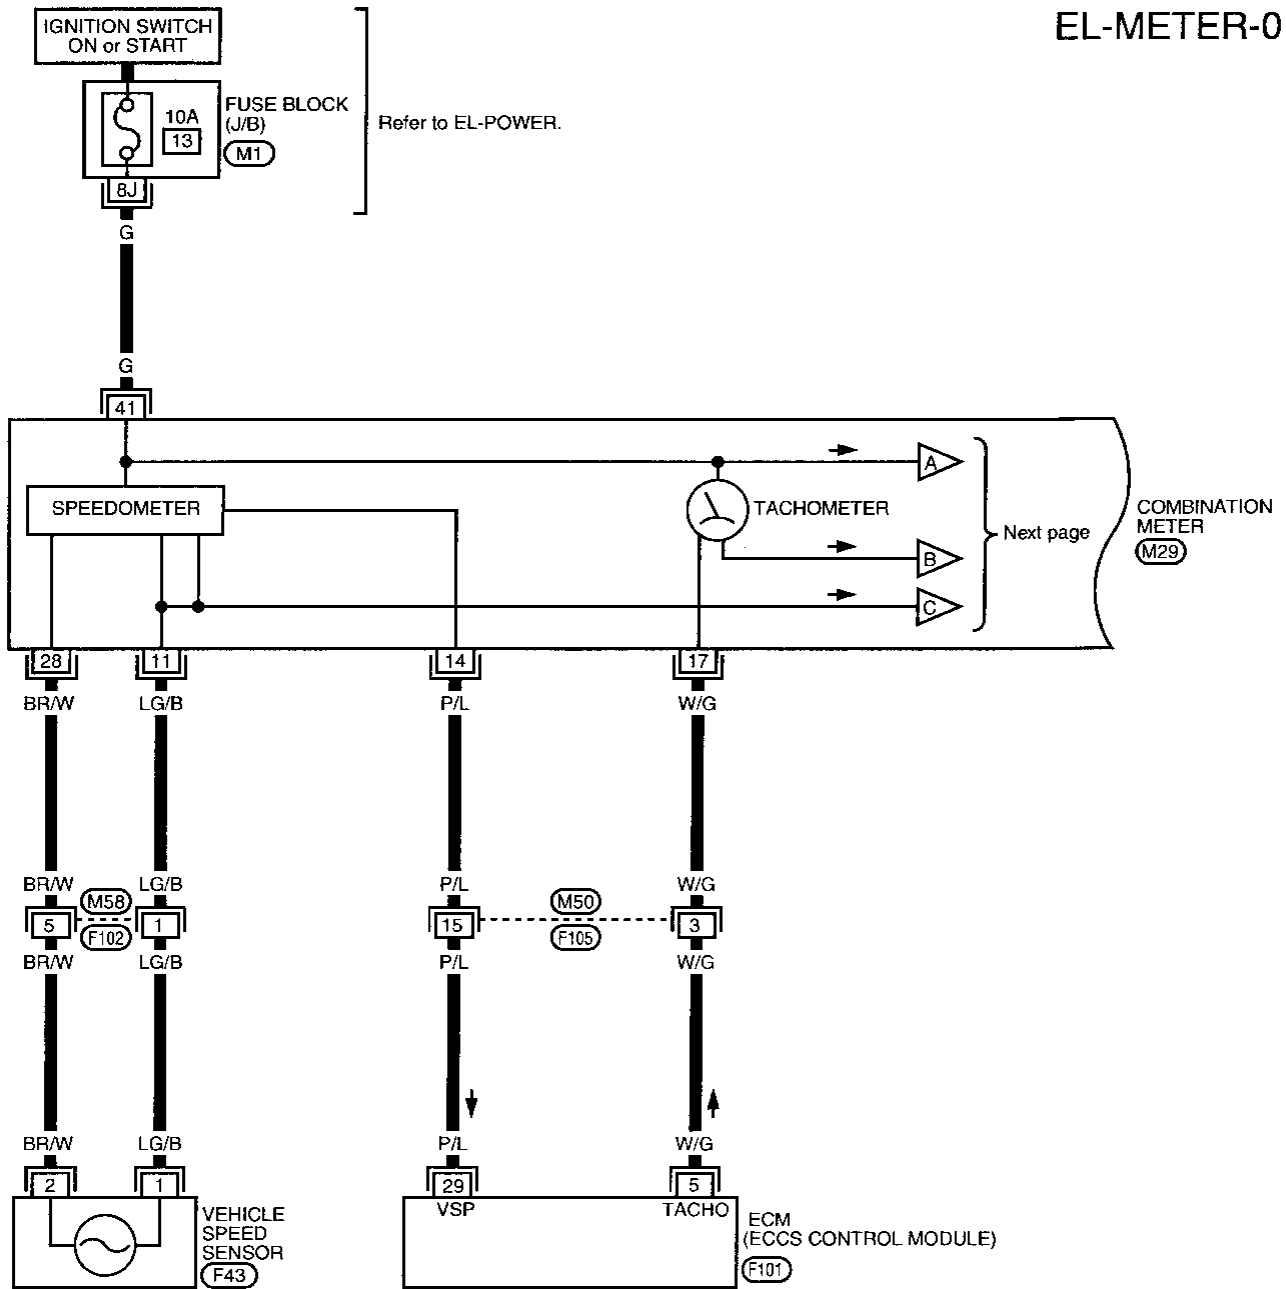 EL-METER-0
IGNITION SWITCH
ON or START
10A
13
FUSE BLOCK
(J/B)
M1
Refer to EL-POWER.
8J
G
G
41
A
SPEEDOMETER
TACHOMETER
B
C
Next page
COMBINATION
METER
M29
28
11
14
17
BR/W
LG/B
P/L
W/G
BR/W
LG/B
P/L
W/G
5
M58
F102
1
15
M50
F105
3
BR/W
LG/B
P/L
W/G
BR/W
LG/B
P/L
W/G
2
1
29
5
VSP
TACHO
VEHICLE
SPEED
SENSOR
F43
ECM
(ECCS CONTROL MODULE)
F101